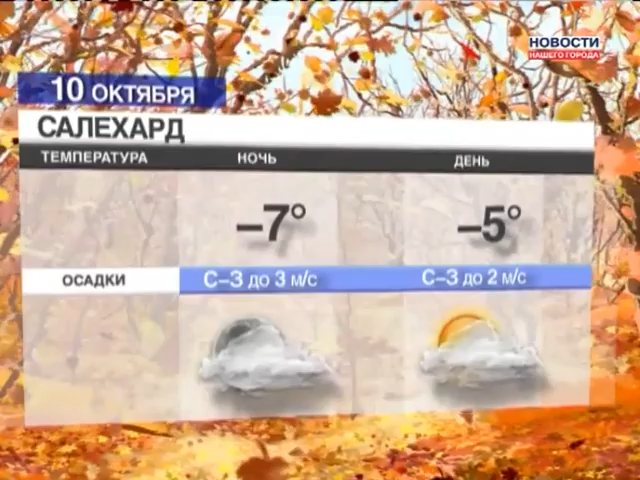 НОВОСТИ
НАШЕГО ГОРОДА
10 ОКТЯБРЯ
САЛЕХАРД
ТЕМПЕРАТУРА НОЧЬ ДЕНЬ
–7° –5°
ОСАДКИ С–З ДО 3 М/С С–З ДО 2 М/С